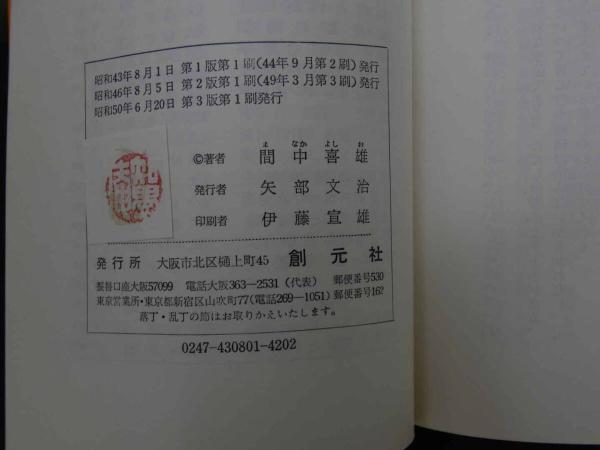 昭和43年8月1日 第1版第1刷(44年9月第2刷)発行
昭和46年8月5日 第2版第1刷(49年3月第3刷)発行
昭和50年6月20日 第3版第1刷発行
ま なか よし お
©著者 間中喜雄
発行者 矢部文治
印刷者 伊藤宣雄
発行所 大阪市北区樋上町45 創元社
振替口座大阪57099 電話大阪363-2531(代表) 郵便番号530
東京営業所・東京都新宿区山吹町77(電話269-1051) 郵便番号162
落丁・乱丁の節はお取りかえいたします。
0247-430801-4202